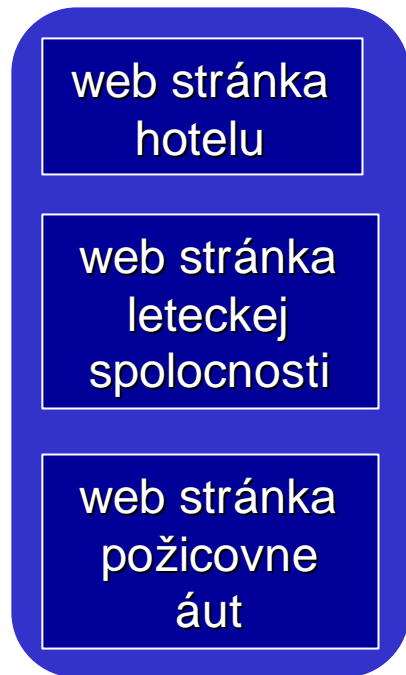 web stránka
hotelu
web stránka
leteckej
spolocnosti
web stránka
požicovne
áut